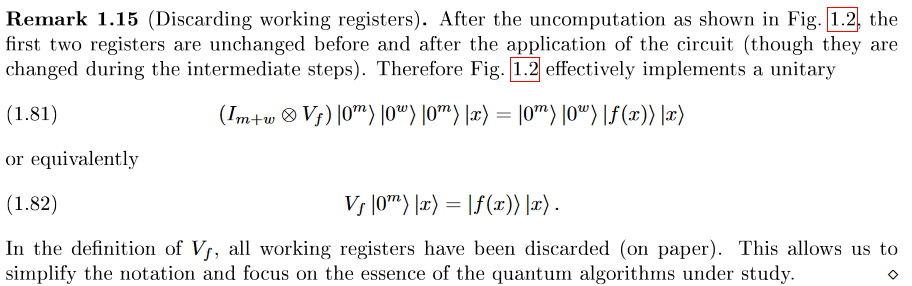 Remark 1.15 (Discarding working registers). After the uncomputation as shown in Fig. 1.2, the
first two registers are unchanged before and after the application of the circuit (though they are
changed during the intermediate steps). Therefore Fig. 1.2 effectively implements a unitary
(1.81) (I_{m+w} ⊗ V_f) |0^m⟩ |0^w⟩ |0^m⟩ |x⟩ = |0^m⟩ |0^w⟩ |f(x)⟩ |x⟩
or equivalently
(1.82) V_f |0^m⟩ |x⟩ = |f(x)⟩ |x⟩ .
In the definition of V_f, all working registers have been discarded (on paper). This allows us to
simplify the notation and focus on the essence of the quantum algorithms under study. ⋄